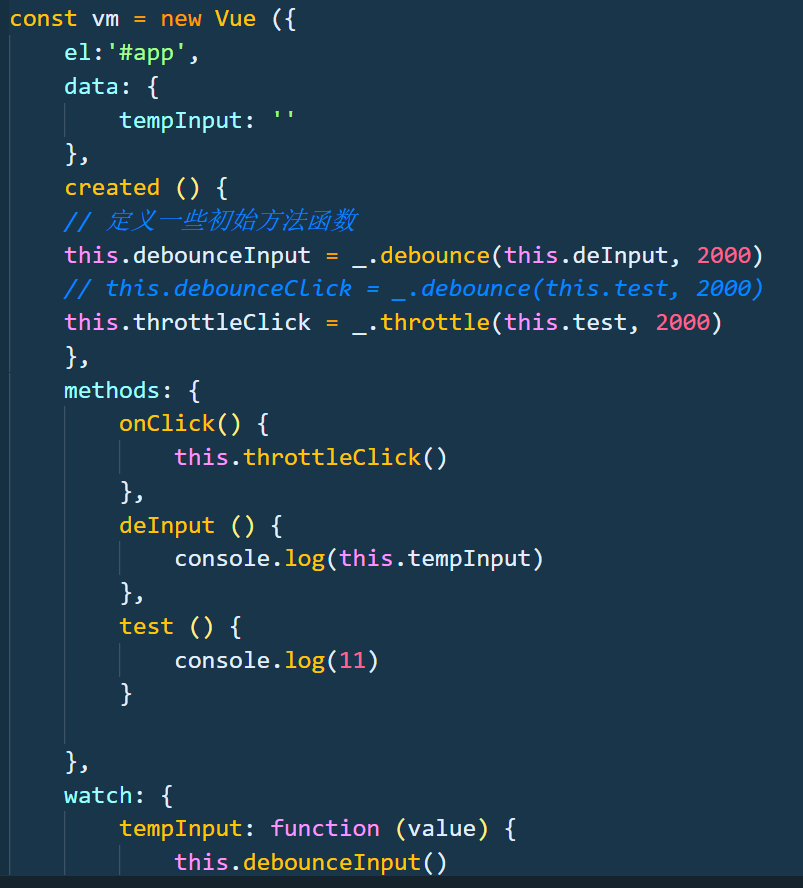 const vm = new Vue ({
el:'#app',
data: {
tempInput: ''
},
created () {
// 定义一些初始方法函数
this.debounceInput = _.debounce(this.deInput, 2000)
// this.debounceClick = _.debounce(this.test, 2000)
this.throttleClick = _.throttle(this.test, 2000)
},
methods: {
onClick() {
this.throttleClick()
},
deInput () {
console.log(this.tempInput)
},
test () {
console.log(11)
}
},
watch: {
tempInput: function (value) {
this.debounceInput()